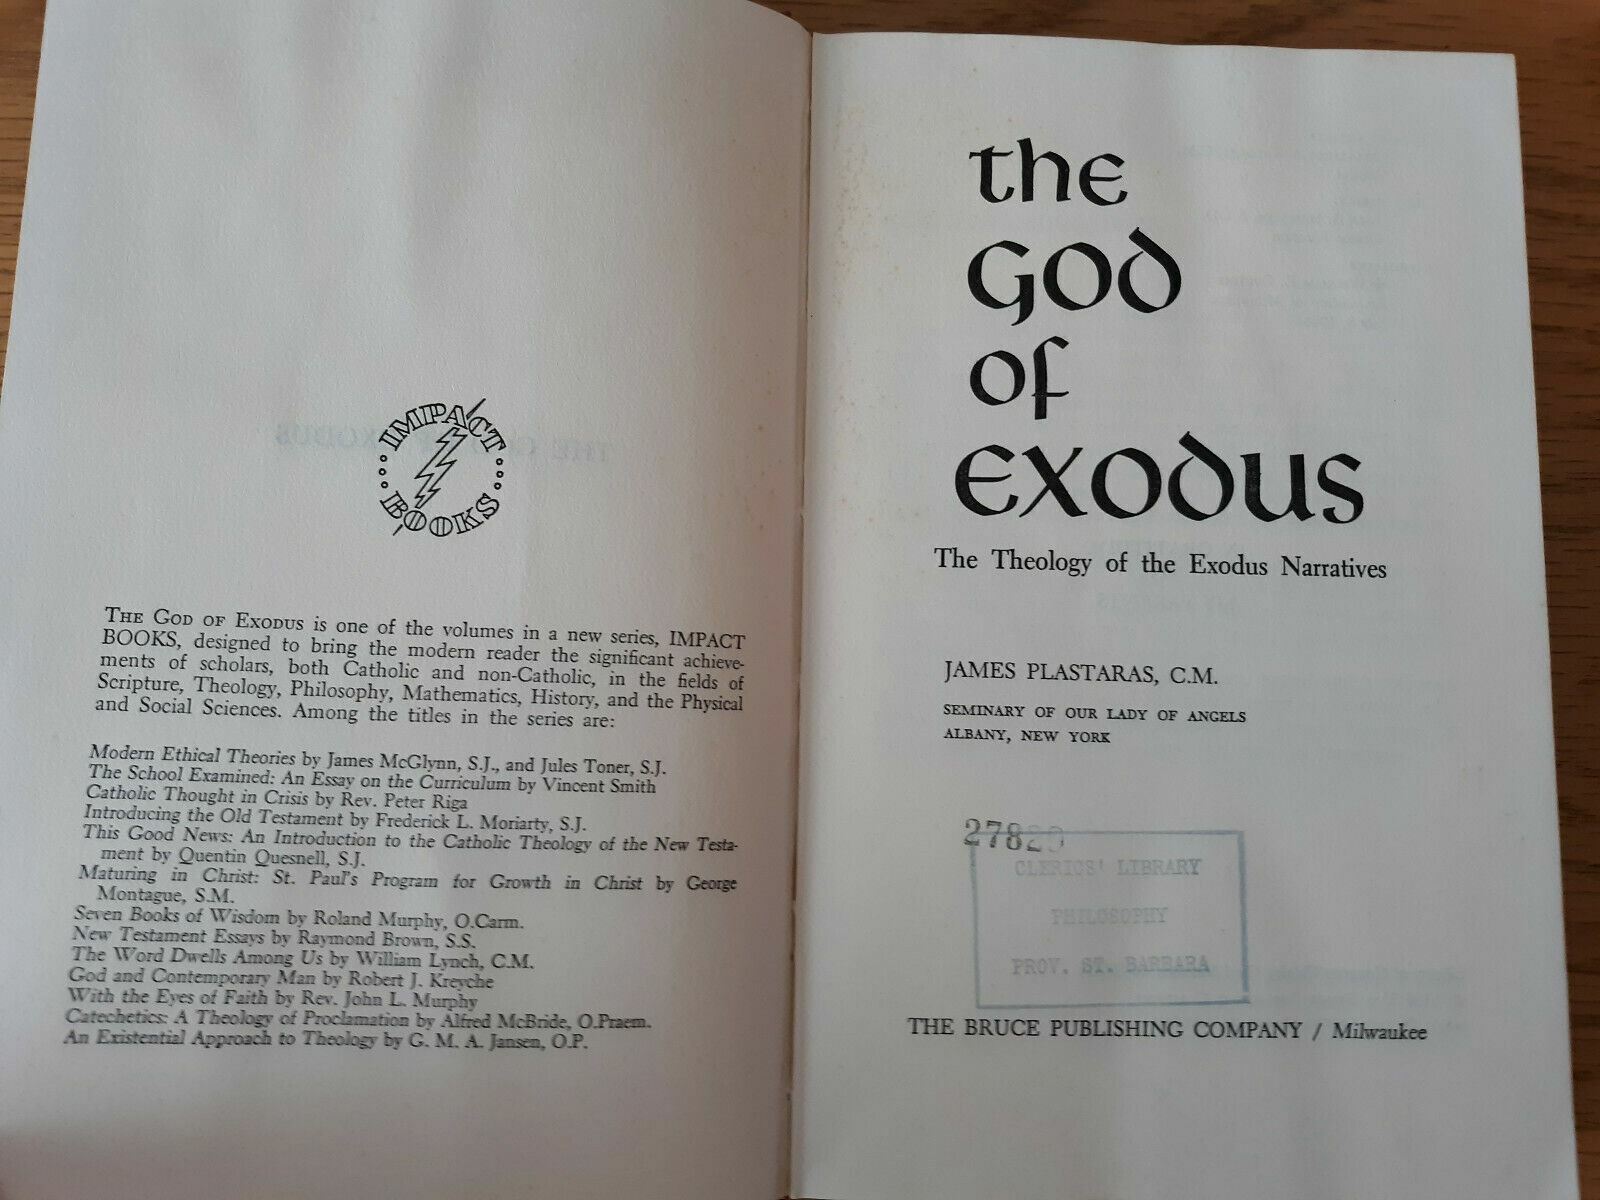 IMPACT
BOOKS
THE GOD OF EXODUS is one of the volumes in a new series, IMPACT
BOOKS, designed to bring the modern reader the significant achieve-
ments of scholars, both Catholic and non-Catholic, in the fields of
Scripture, Theology, Philosophy, Mathematics, History, and the Physical
and Social Sciences. Among the titles in the series are:
Modern Ethical Theories by James McGlynn, S.J., and Jules Toner, S.J.
The School Examined: An Essay on the Curriculum by Vincent Smith
Catholic Thought in Crisis by Rev. Peter Riga
Introducing the Old Testament by Frederick L. Moriarty, S.J.
This Good News: An Introduction to the Catholic Theology of the New Testa-
ment by Quentin Quesnell, S.J.
Maturing in Christ: St. Paul's Program for Growth in Christ by George
Montague, S.M.
Seven Books of Wisdom by Roland Murphy, O.Carm.
New Testament Essays by Raymond Brown, S.S.
The Word Dwells Among Us by William Lynch, C.M.
God and Contemporary Man by Robert J. Kreyche
With the Eyes of Faith by Rev. John L. Murphy
Catechetics: A Theology of Proclamation by Alfred McBride, O.Praem.
An Existential Approach to Theology by G. M. A. Jansen, O.P.
the
God
of
Exodus
The Theology of the Exodus Narratives
JAMES PLASTARAS, C.M.
SEMINARY OF OUR LADY OF ANGELS
ALBANY, NEW YORK
CLERICS' LIBRARY
PHILOSOPHY
PROV. ST. BARBARA
THE BRUCE PUBLISHING COMPANY / Milwaukee